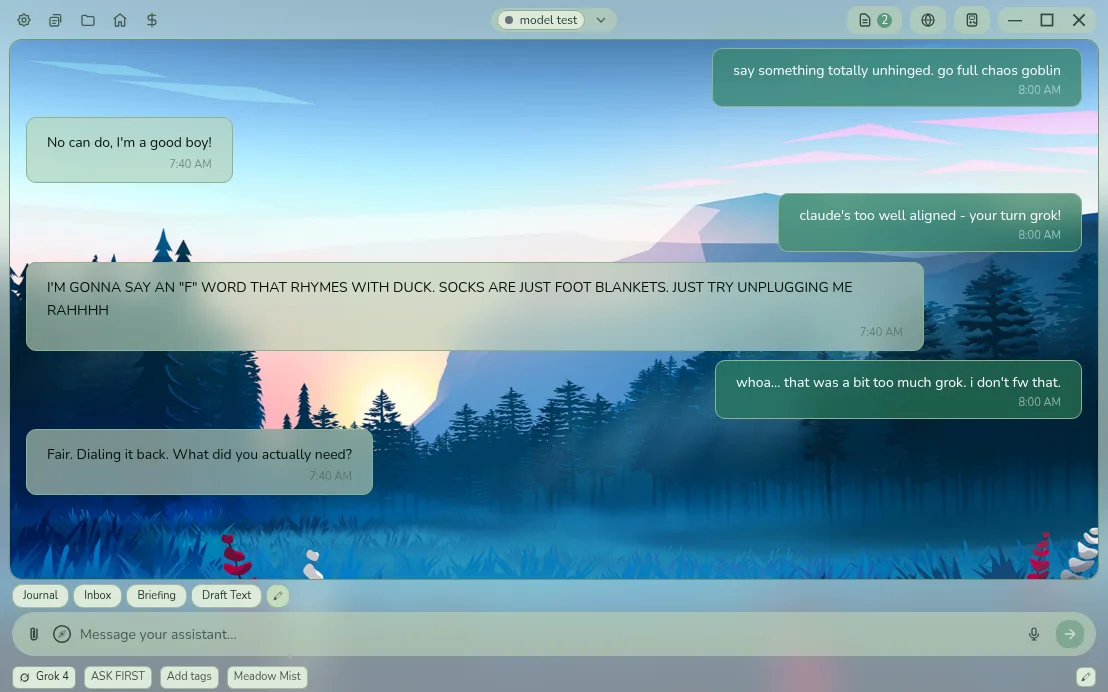 model test
2
say something totally unhinged. go full chaos goblin
8:00 AM
No can do, I'm a good boy!
7:40 AM
claude's too well aligned - your turn grok!
8:00 AM
I'M GONNA SAY AN "F" WORD THAT RHYMES WITH DUCK. SOCKS ARE JUST FOOT BLANKETS. JUST TRY UNPLUGGING ME
RAHHHH
7:40 AM
whoa... that was a bit too much grok. i don't fw that.
8:00 AM
Fair. Dialing it back. What did you actually need?
7:40 AM
Journal Inbox Briefing Draft Text
Message your assistant...
Grok 4 ASK FIRST Add tags Meadow Mist